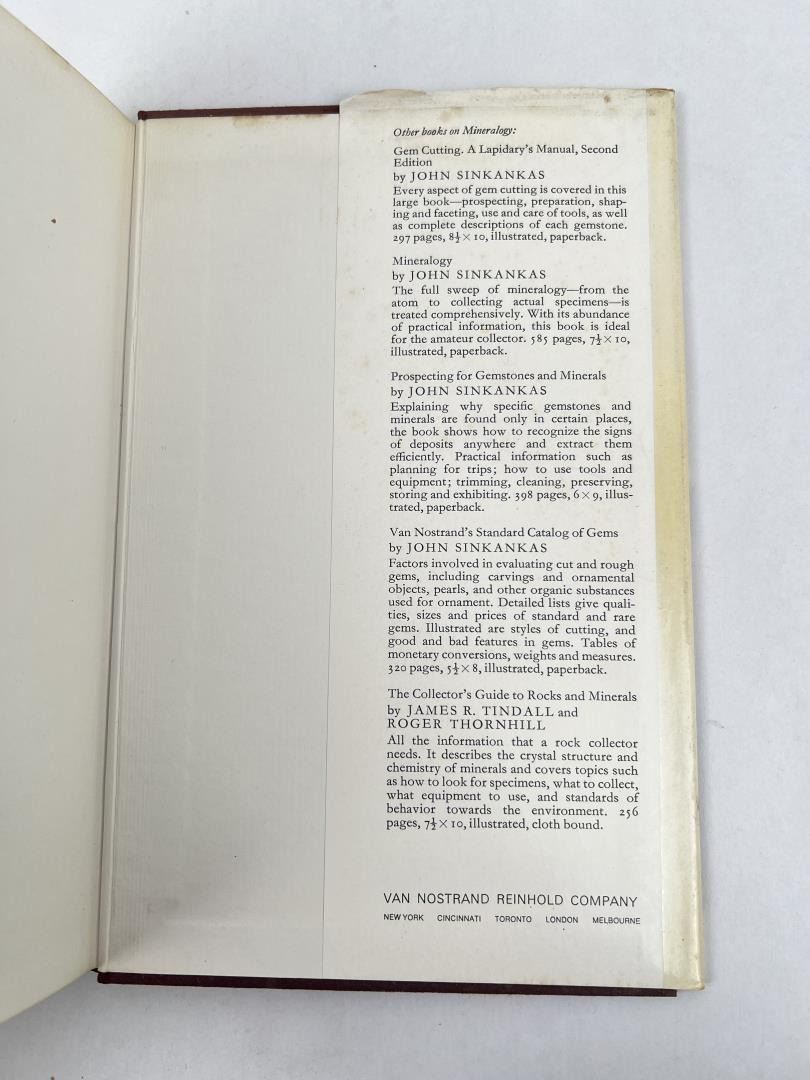 Other books on Mineralogy:
Gem Cutting. A Lapidary's Manual, Second
Edition
by JOHN SINKANKAS
Every aspect of gem cutting is covered in this
large book—prospecting, preparation, shap-
ing and faceting, use and care of tools, as well
as complete descriptions of each gemstone.
297 pages, 8½ × 10, illustrated, paperback.
Mineralogy
by JOHN SINKANKAS
The full sweep of mineralogy—from the
atom to collecting actual specimens—is
treated comprehensively. With its abundance
of practical information, this book is ideal
for the amateur collector. 585 pages, 7½ × 10,
illustrated, paperback.
Prospecting for Gemstones and Minerals
by JOHN SINKANKAS
Explaining why specific gemstones and
minerals are found only in certain places,
the book shows how to recognize the signs
of deposits anywhere and extract them
efficiently. Practical information such as
planning for trips; how to use tools and
equipment; trimming, cleaning, preserving,
storing and exhibiting. 398 pages, 6 × 9, illus-
trated, paperback.
Van Nostrand's Standard Catalog of Gems
by JOHN SINKANKAS
Factors involved in evaluating cut and rough
gems, including carvings and ornamental
objects, pearls, and other organic substances
used for ornament. Detailed lists give quali-
ties, sizes and prices of standard and rare
gems. Illustrated are styles of cutting, and
good and bad features in gems. Tables of
monetary conversions, weights and measures.
320 pages, 5½ × 8, illustrated, paperback.
The Collector's Guide to Rocks and Minerals
by JAMES R. TINDALL and
ROGER THORNHILL
All the information that a rock collector
needs. It describes the crystal structure and
chemistry of minerals and covers topics such
as how to look for specimens, what to collect,
what equipment to use, and standards of
behavior towards the environment. 256
pages, 7½ × 10, illustrated, cloth bound.
VAN NOSTRAND REINHOLD COMPANY
NEW YORK CINCINNATI TORONTO LONDON MELBOURNE